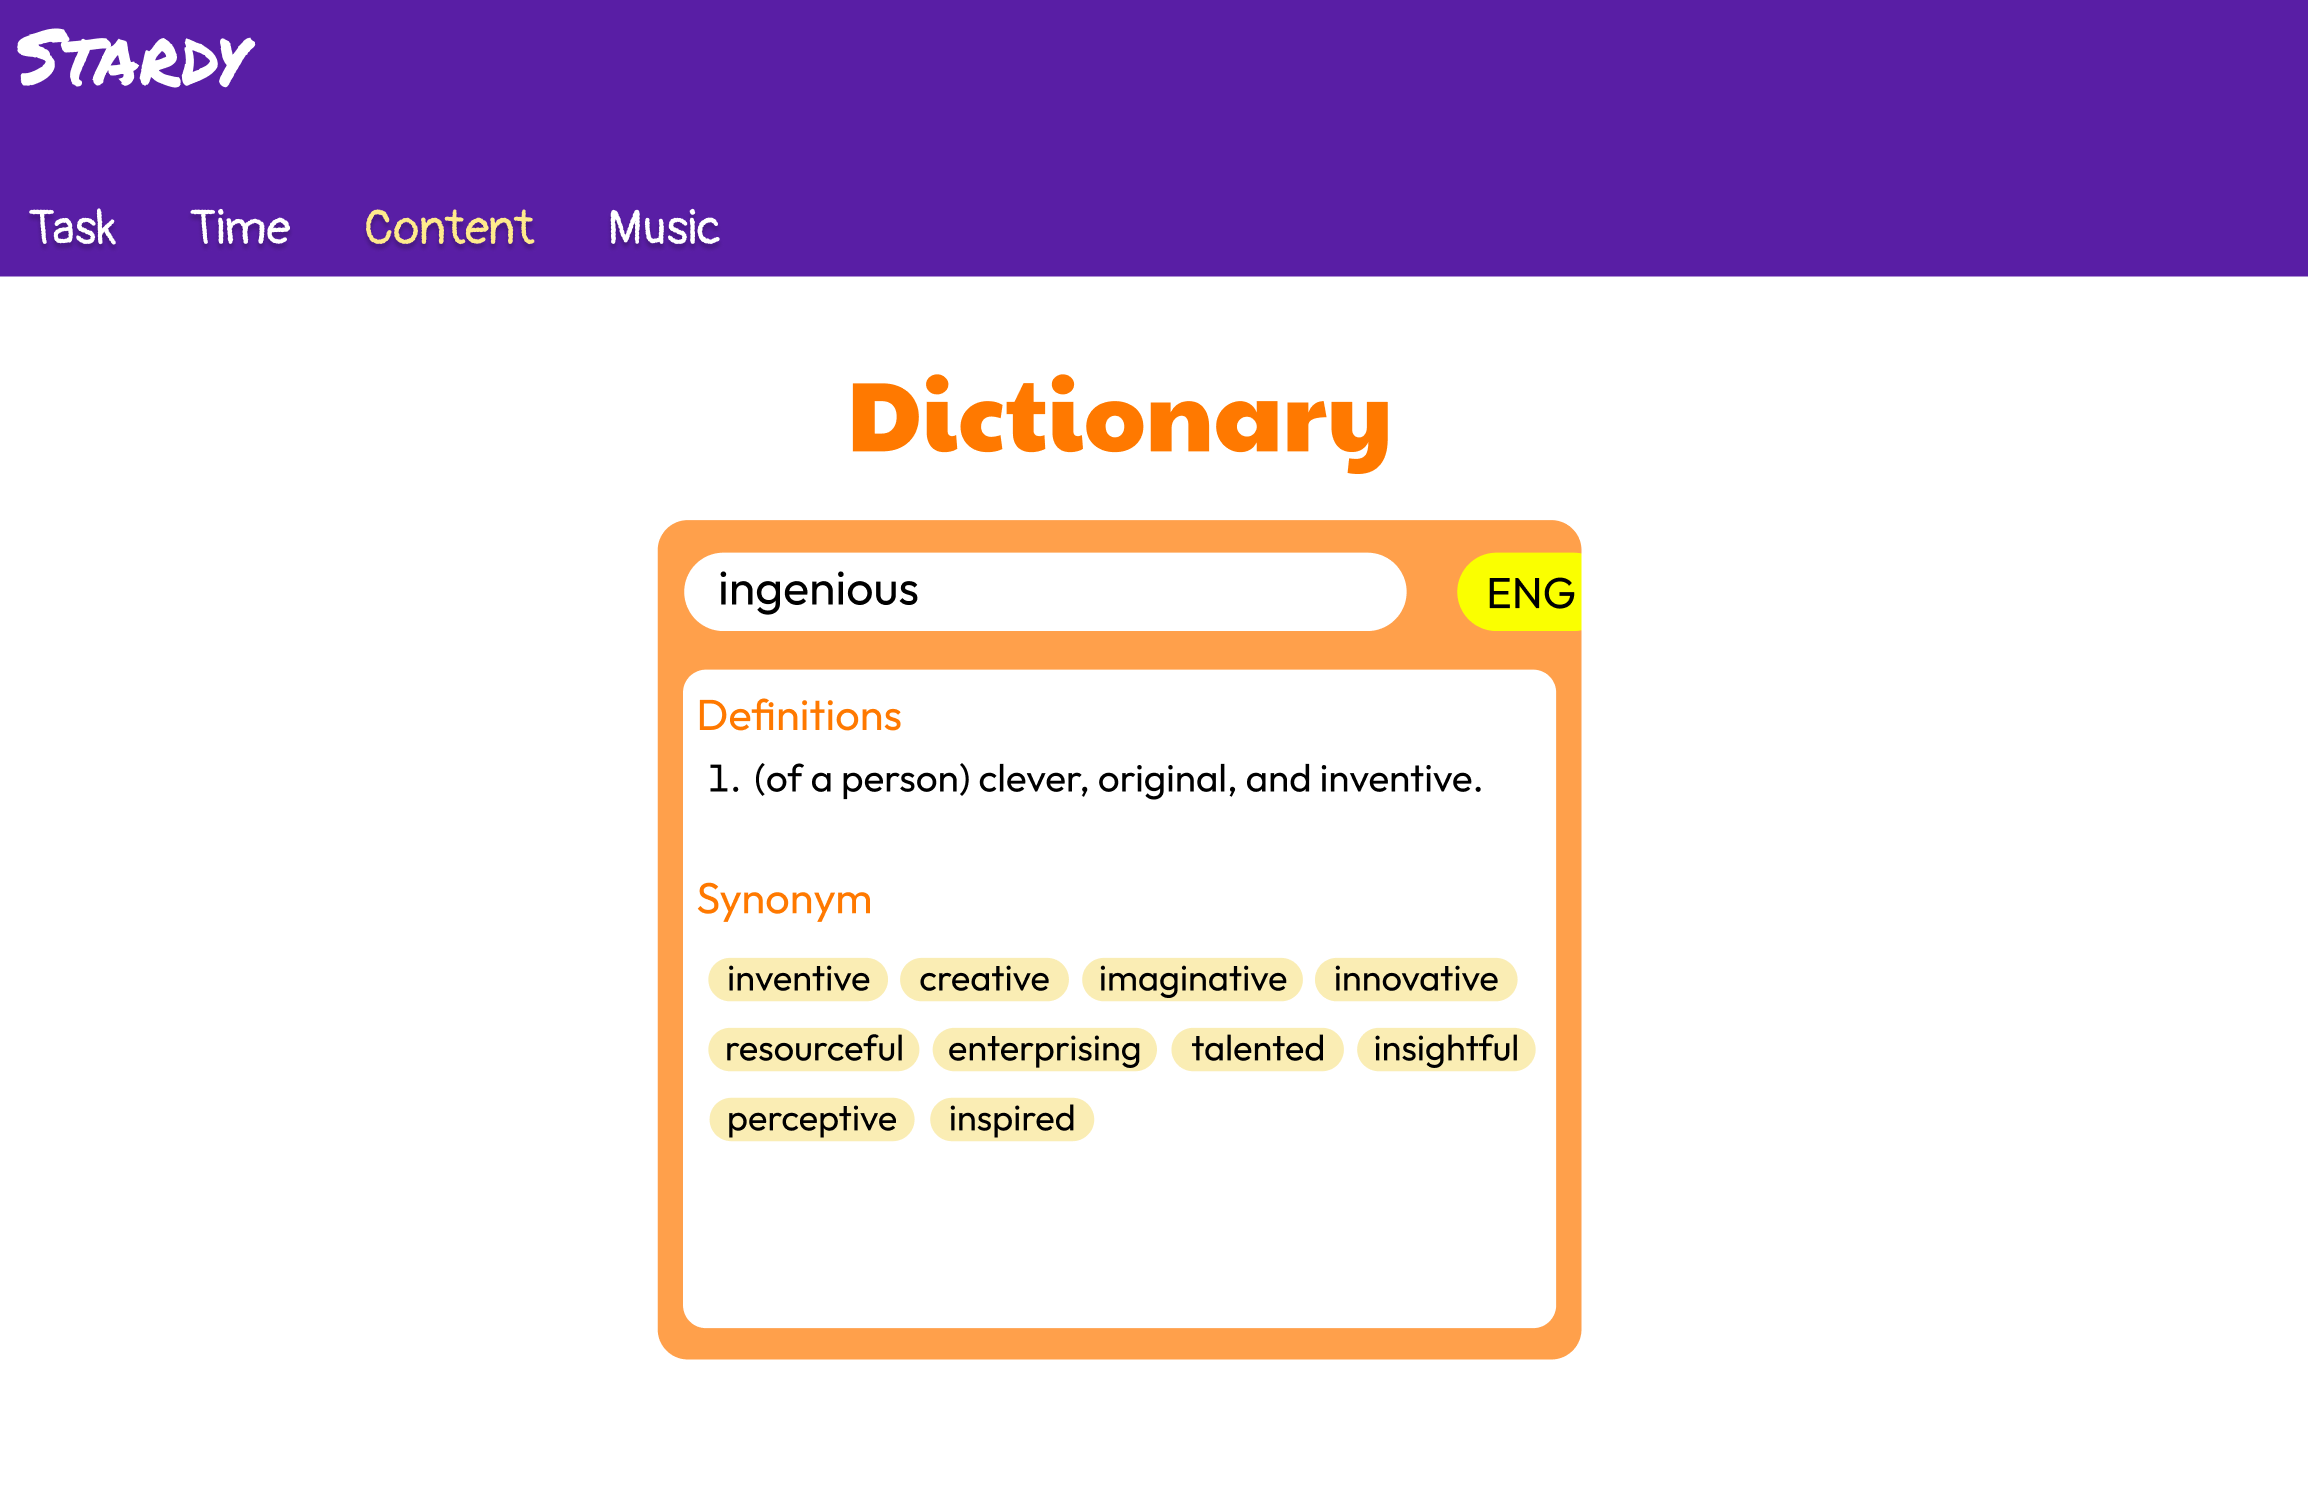 STARDY
Task Time Content Music
Dictionary
ingenious ENG
Definitions
1. (of a person) clever, original, and inventive.
Synonym
inventive creative imaginative innovative
resourceful enterprising talented insightful
perceptive inspired